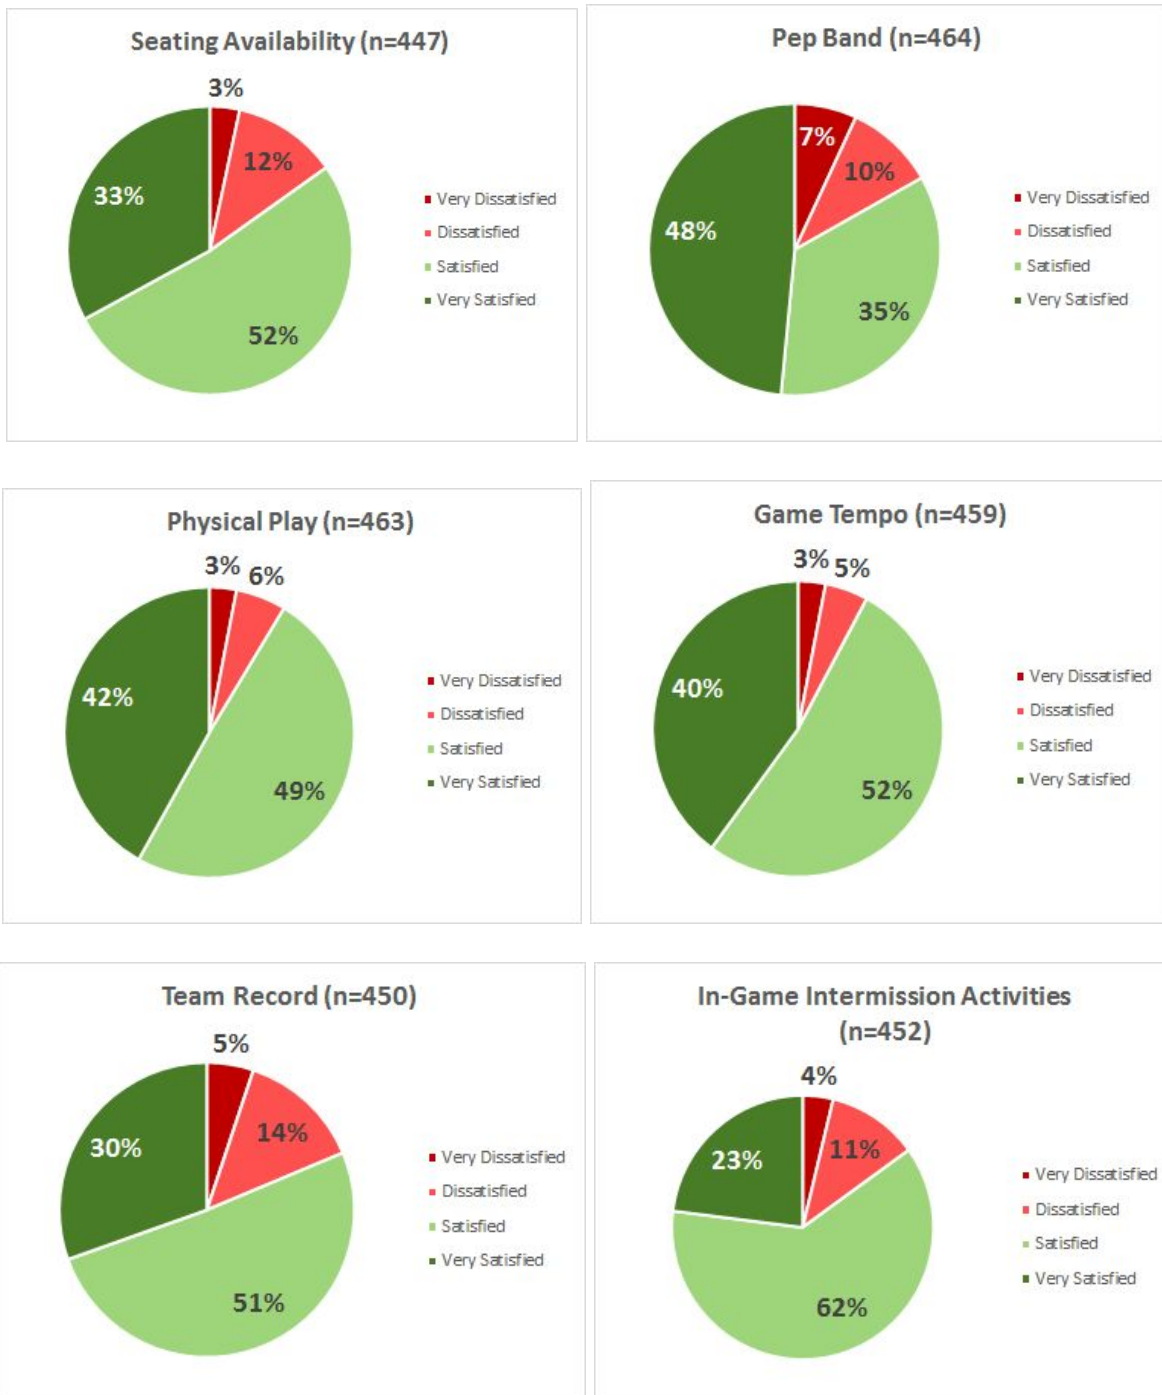 Seating Availability (n=447)
3%
12%
33%
52%
Very Dissatisfied
Dissatisfied
Satisfied
Very Satisfied
Pep Band (n=464)
7%
10%
48%
35%
Very Dissatisfied
Dissatisfied
Satisfied
Very Satisfied
Physical Play (n=463)
3%
6%
42%
49%
Very Dissatisfied
Dissatisfied
Satisfied
Very Satisfied
Game Tempo (n=459)
3%
5%
40%
52%
Very Dissatisfied
Dissatisfied
Satisfied
Very Satisfied
Team Record (n=450)
5%
14%
30%
51%
Very Dissatisfied
Dissatisfied
Satisfied
Very Satisfied
In-Game Intermission Activities
(n=452)
4%
11%
23%
62%
Very Dissatisfied
Dissatisfied
Satisfied
Very Satisfied